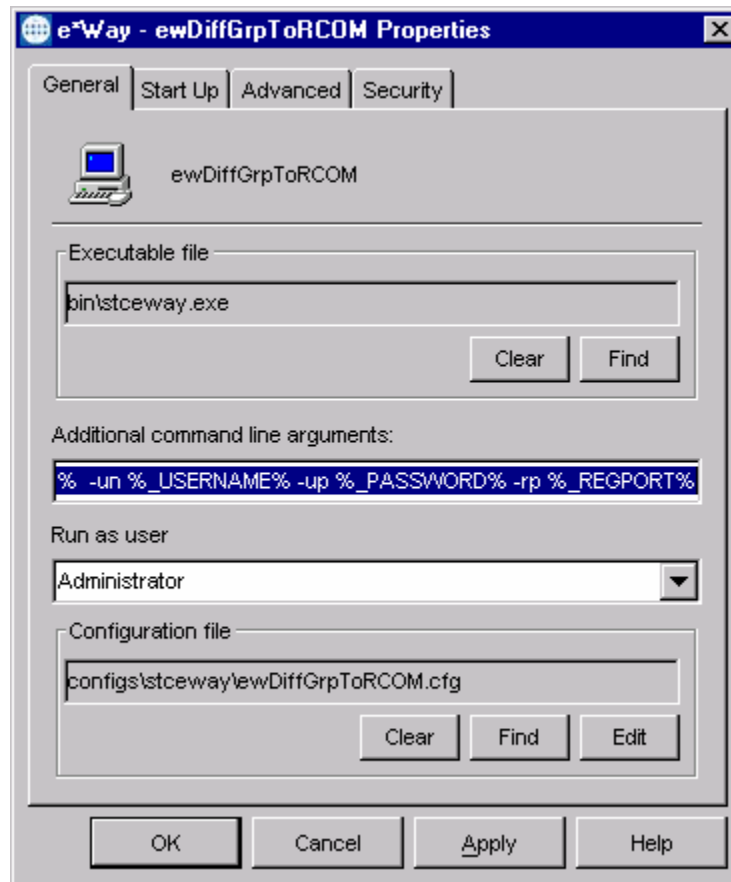 e*Way - ewDiffGrpToRCOM Properties
General Start Up Advanced Security
ewDiffGrpToRCOM
Executable file
bin\stceway.exe
Clear Find
Additional command line arguments:
% -un %_USERNAME% -up %_PASSWORD% -rp %_REGPORT%
Run as user
Administrator
Configuration file
configs\stceway\ewDiffGrpToRCOM.cfg
Clear Find Edit
OK Cancel Apply Help